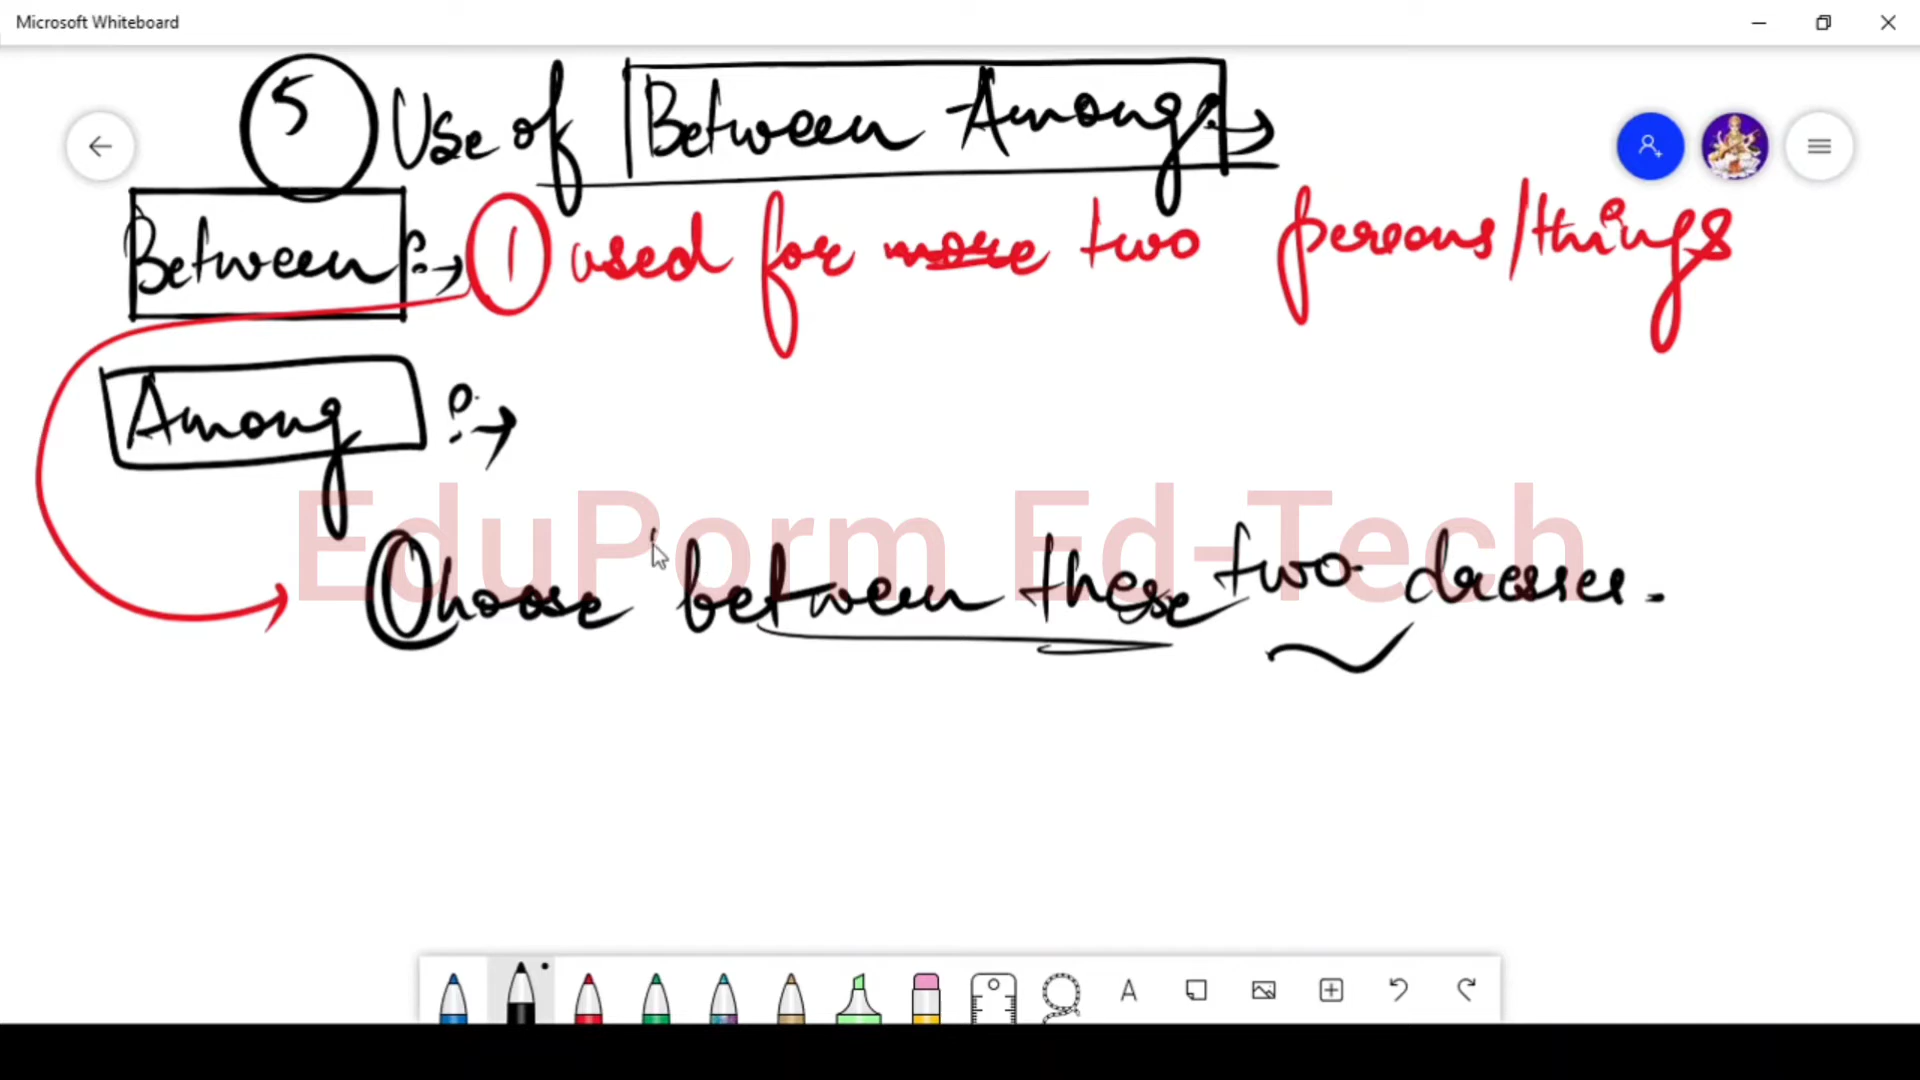 Microsoft Whiteboard
5 Use of Between Among :→
Between :→ 1 used for more two persons/things
Among :→
EduPorm Ed-Tech
Choose between these two dresses.